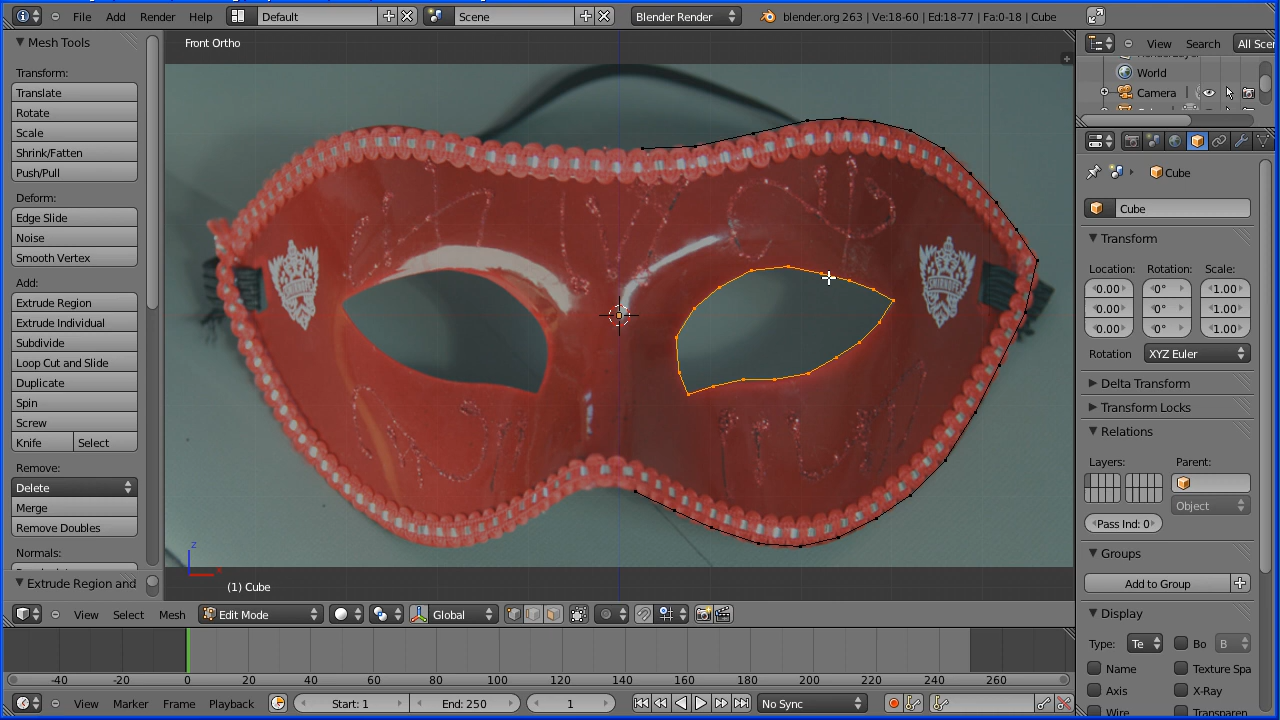 File Add Render Help Default Scene Blender Render blender.org 263 | Ve:18-60 | Ed:18-77 | Fa:0-18 | Cube
Mesh Tools
Transform:
Translate
Rotate
Scale
Shrink/Fatten
Push/Pull
Deform:
Edge Slide
Noise
Smooth Vertex
Add:
Extrude Region
Extrude Individual
Subdivide
Loop Cut and Slide
Duplicate
Spin
Screw
Knife Select
Remove:
Delete
Merge
Remove Doubles
Normals:
Extrude Region and
Front Ortho
z
(1) Cube
View Select Mesh Edit Mode Global
-40 -20 0 20 40 60 80 100 120 140 160 180 200 220 240 260
View Marker Frame Playback Start: 1 End: 250 1 No Sync
View Search All Scer
World
Camera
Cube
Cube
Transform
Location: Rotation: Scale:
0.00 0° 1.00
0.00 0° 1.00
0.00 0° 1.00
Rotation XYZ Euler
Delta Transform
Transform Locks
Relations
Layers: Parent:
Object
Pass Ind: 0
Groups
Add to Group
Display
Type: Te Bo B
Name Texture Spa
Axis X-Ray
Wire Transparen